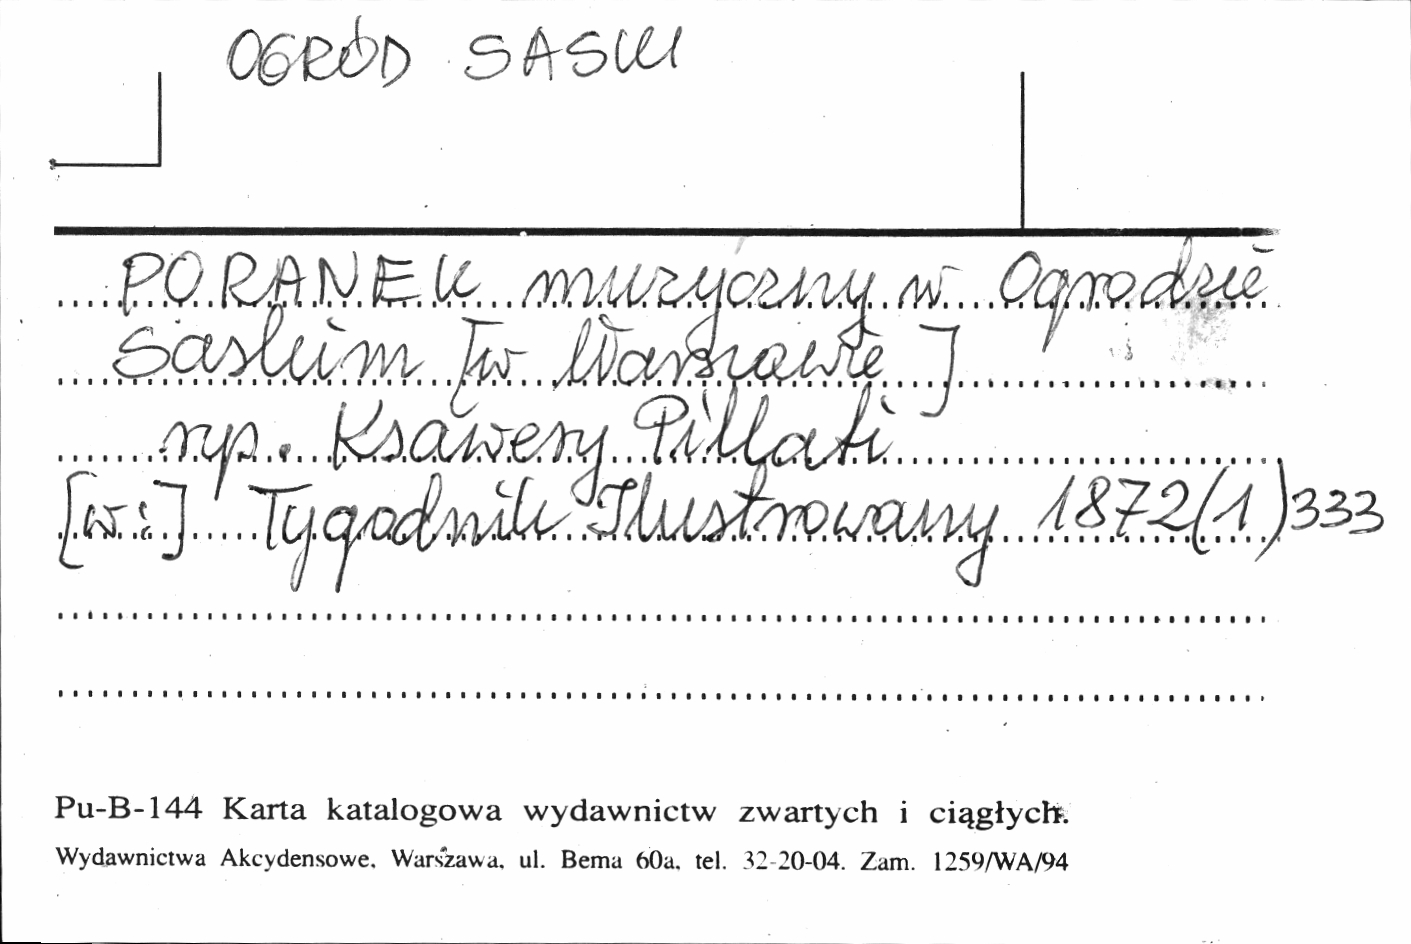 OGRÓD SASKI
PORANEK muzyczny w Ogrodzie
Saskim [w Warszawie]
rys. Ksawery Pillati
[w:] Tygodnik Ilustrowany 1872(1)333
Pu-B-144 Karta katalogowa wydawnictw zwartych i ciągłych.
Wydawnictwa Akcydensowe, Warszawa, ul. Bema 60a, tel. 32-20-04. Zam. 1259/WA/94